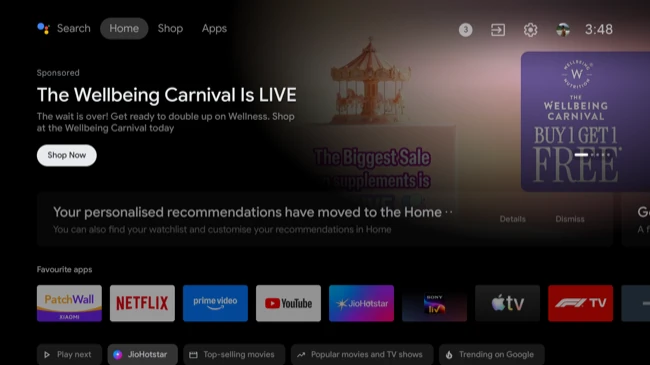 Search Home Shop Apps 3 3:48
Sponsored
The Wellbeing Carnival Is LIVE
The wait is over! Get ready to double up on Wellness. Shop
at the Wellbeing Carnival today
Shop Now
The Biggest Sale
supplements is
W
THE
WELLBEING
CARNIVAL
BUY 1 GET 1
FREE*
Your personalised recommendations have moved to the Home
You can also find your watchlist and customise your recommendations in Home
Details Dismiss
Favourite apps
PatchWall
XIAOMI
NETFLIX
prime video
YouTube
JioHotstar
SONY
liv
tv
F1 TV
Play next JioHotstar Top-selling movies Popular movies and TV shows Trending on Google